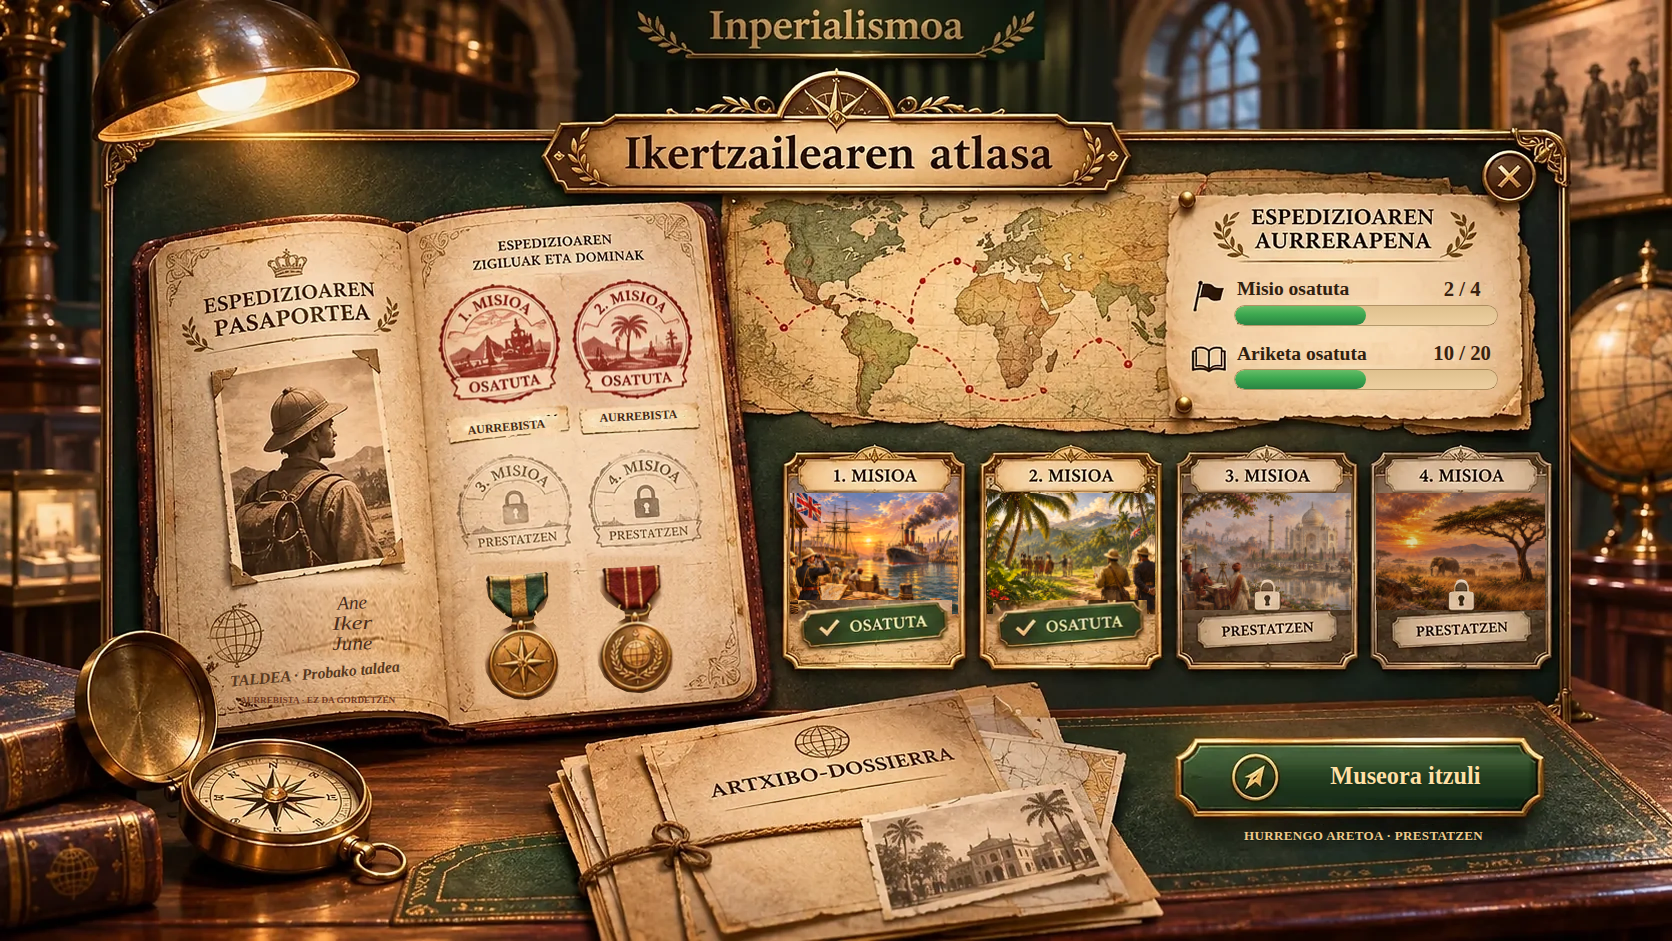 Inperialismoa
Ikertzailearen atlasa
ESPEDIZIOAREN
PASAPORTEA
Ane
Iker
June
TALDEA · Probako taldea
AURREBISTA · EZ DA GORDETZEN
ESPEDIZIOAREN
ZIGILUAK ETA DOMINAK
1. MISIOA
OSATUTA
2. MISIOA
OSATUTA
AURREBISTA
AURREBISTA
3. MISIOA
PRESTATZEN
4. MISIOA
PRESTATZEN
ESPEDIZIOAREN
AURRERAPENA
Misio osatuta 2 / 4
Ariketa osatuta 10 / 20
1. MISIOA
OSATUTA
2. MISIOA
OSATUTA
3. MISIOA
PRESTATZEN
4. MISIOA
PRESTATZEN
ARTXIBO-DOSSIERRA
Museora itzuli
HURRENGO ARETOA · PRESTATZEN